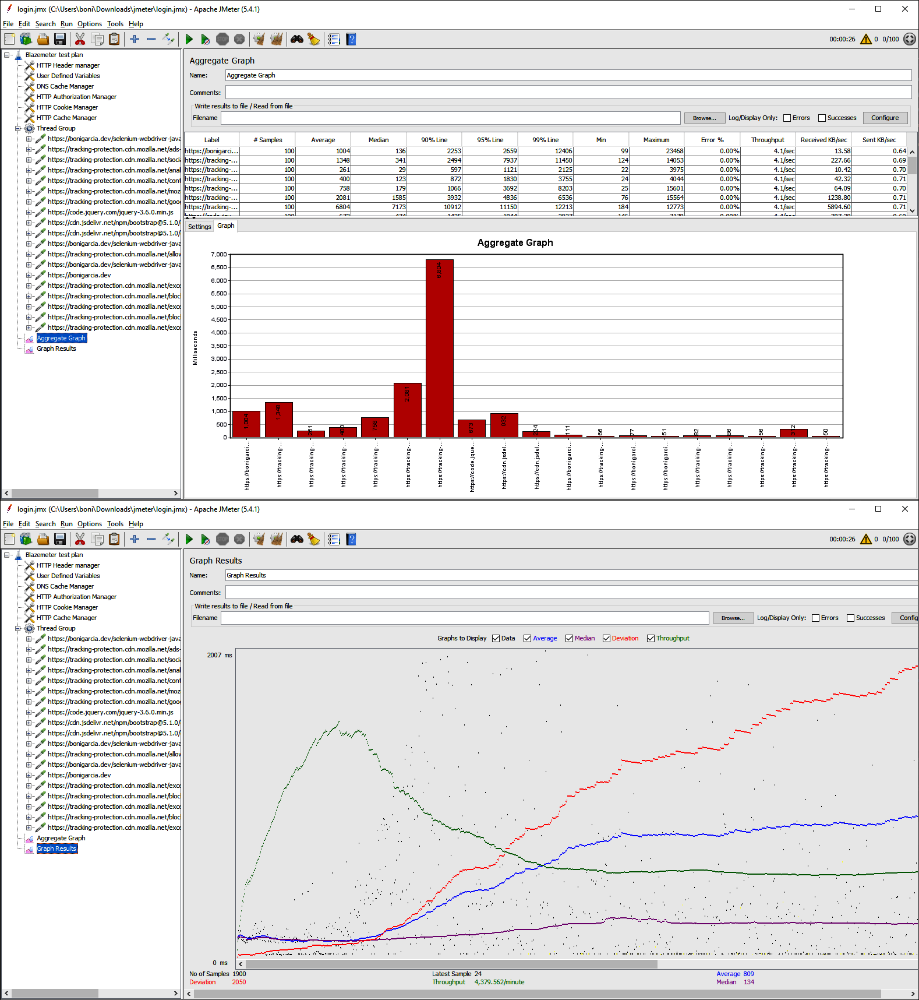 login.jmx (C:\Users\boni\Downloads\jmeter\login.jmx) - Apache JMeter (5.4.1)
File Edit Search Run Options Tools Help
00:00:26 0 0/100
Blazemeter test plan
HTTP Header manager
User Defined Variables
DNS Cache Manager
HTTP Authorization Manager
HTTP Cookie Manager
HTTP Cache Manager
Thread Group
https://bonigarcia.dev/selenium-webdriver-java
https://tracking-protection.cdn.mozilla.net/ads-
https://tracking-protection.cdn.mozilla.net/socia
https://tracking-protection.cdn.mozilla.net/anal
https://tracking-protection.cdn.mozilla.net/cont
https://tracking-protection.cdn.mozilla.net/moz
https://tracking-protection.cdn.mozilla.net/goog
https://code.jquery.com/jquery-3.6.0.min.js
https://cdn.jsdelivr.net/npm/bootstrap@5.1.0/
https://cdn.jsdelivr.net/npm/bootstrap@5.1.0/
https://bonigarcia.dev/selenium-webdriver-java
https://tracking-protection.cdn.mozilla.net/allow
https://bonigarcia.dev/selenium-webdriver-java
https://bonigarcia.dev
https://tracking-protection.cdn.mozilla.net/exce
https://tracking-protection.cdn.mozilla.net/bloc
https://tracking-protection.cdn.mozilla.net/exce
https://tracking-protection.cdn.mozilla.net/bloc
https://tracking-protection.cdn.mozilla.net/exce
Aggregate Graph
Graph Results
Aggregate Graph
Name: Aggregate Graph
Comments:
Write results to file / Read from file
Filename Browse... Log/Display Only: Errors Successes Configure
Label # Samples Average Median 90% Line 95% Line 99% Line Min Maximum Error % Throughput Received KB/sec Sent KB/sec
https://bonigarci... 100 1004 136 2253 2659 12406 99 23468 0.00% 4.1/sec 13.58 0.64
https://tracking-... 100 1348 341 2494 7937 11450 124 14053 0.00% 4.1/sec 227.66 0.69
https://tracking-... 100 261 29 597 1121 2125 22 3975 0.00% 4.1/sec 10.42 0.70
https://tracking-... 100 400 123 872 1830 3755 24 4044 0.00% 4.1/sec 42.32 0.71
https://tracking-... 100 758 179 1066 3692 8203 25 15601 0.00% 4.1/sec 64.09 0.70
https://tracking-... 100 2081 1585 3932 4836 6536 76 15564 0.00% 4.1/sec 1238.80 0.71
https://tracking-... 100 6804 7173 10912 11150 12213 184 12773 0.00% 4.1/sec 5894.60 0.71
Settings Graph
Aggregate Graph
Milliseconds
7,000
6,500
6,000
5,500
5,000
4,500
4,000
3,500
3,000
2,500
2,000
1,500
1,000
500
0
1,004 1,348 261 400 758 2,081 6,804 673 932 224 111 66 77 51 82 86 56 312 50
https://bonigarci... https://tracking-... https://tracking-... https://tracking-... https://tracking-... https://tracking-... https://tracking-... https://code.jque... https://cdn.jsdel... https://cdn.jsdel... https://bonigarci... https://tracking-... https://bonigarci... https://bonigarci... https://tracking-... https://tracking-... https://tracking-... https://tracking-... https://tracking-...
login.jmx (C:\Users\boni\Downloads\jmeter\login.jmx) - Apache JMeter (5.4.1)
File Edit Search Run Options Tools Help
00:00:26 0 0/100
Blazemeter test plan
HTTP Header manager
User Defined Variables
DNS Cache Manager
HTTP Authorization Manager
HTTP Cookie Manager
HTTP Cache Manager
Thread Group
https://bonigarcia.dev/selenium-webdriver-java
https://tracking-protection.cdn.mozilla.net/ads-
https://tracking-protection.cdn.mozilla.net/socia
https://tracking-protection.cdn.mozilla.net/anal
https://tracking-protection.cdn.mozilla.net/cont
https://tracking-protection.cdn.mozilla.net/moz
https://tracking-protection.cdn.mozilla.net/goog
https://code.jquery.com/jquery-3.6.0.min.js
https://cdn.jsdelivr.net/npm/bootstrap@5.1.0/
https://cdn.jsdelivr.net/npm/bootstrap@5.1.0/
https://bonigarcia.dev/selenium-webdriver-java
https://tracking-protection.cdn.mozilla.net/allow
https://bonigarcia.dev/selenium-webdriver-java
https://bonigarcia.dev
https://tracking-protection.cdn.mozilla.net/exce
https://tracking-protection.cdn.mozilla.net/bloc
https://tracking-protection.cdn.mozilla.net/exce
https://tracking-protection.cdn.mozilla.net/bloc
https://tracking-protection.cdn.mozilla.net/exce
Aggregate Graph
Graph Results
Graph Results
Name: Graph Results
Comments:
Write results to file / Read from file
Filename Browse... Log/Display Only: Errors Successes Config
Graphs to Display Data Average Median Deviation Throughput
2007 ms
0 ms
No of Samples 1900 Latest Sample 24 Average 809
Deviation 2050 Throughput 4,379.562/minute Median 134